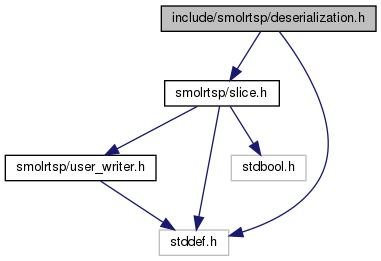 include/smolrtsp/deserialization.h
smolrtsp/slice.h
smolrtsp/user_writer.h
stdbool.h
stddef.h